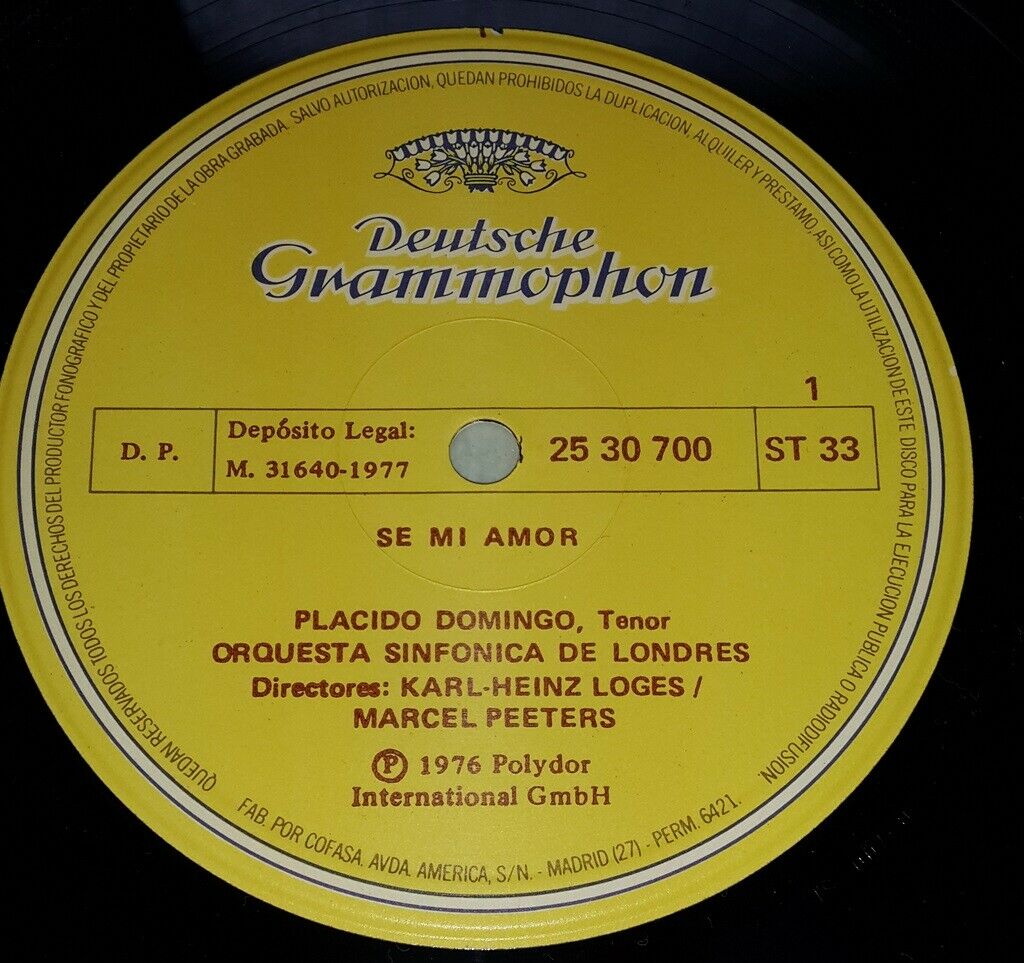 Deutsche
Grammophon
1
D. P.
Depósito Legal:
M. 31640-1977
25 30 700
ST 33
SE MI AMOR
PLACIDO DOMINGO, Tenor
ORQUESTA SINFONICA DE LONDRES
Directores: KARL-HEINZ LOGES /
MARCEL PEETERS
Ⓟ 1976 Polydor
International GmbH
QUEDAN RESERVADOS TODOS LOS DERECHOS DEL PRODUCTOR FONOGRAFICO Y DEL PROPIETARIO DE LA OBRA GRABADA. SALVO AUTORIZACION, QUEDAN PROHIBIDOS LA DUPLICACION, ALQUILER Y PRESTAMO, ASI COMO LA UTILIZACION DE ÉSTE DISCO PARA LA EJECUCION PUBLICA O RADIODIFUSION.
FAB. POR COFASA. AVDA. AMERICA, S/N. - MADRID (27) - PERM. 6421.